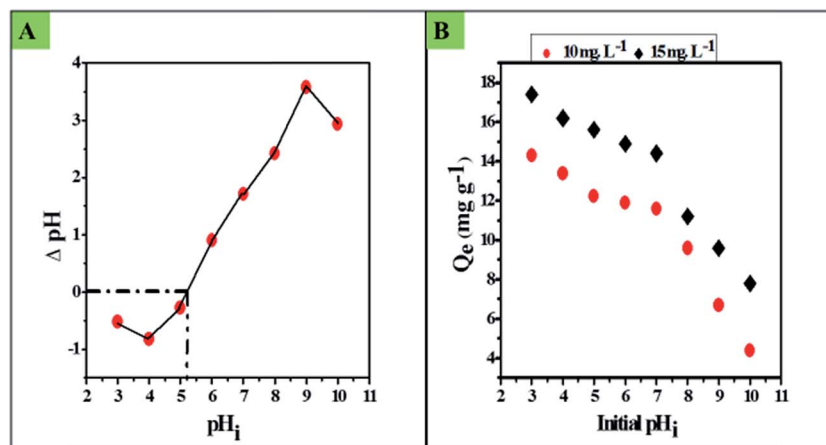 A
Δ pH
4
3
2
1
0
-1
2 3 4 5 6 7 8 9 10 11
pHi
B
10mg. L-1 15mg. L-1
Qe (mg g-1)
18
16
14
12
10
8
6
4
2 3 4 5 6 7 8 9 10 11
Initial pHi